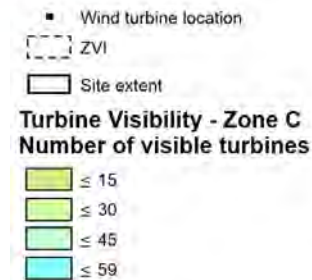 Wind turbine location
ZVI
Site extent
Turbine Visibility - Zone C
Number of visible turbines
≤ 15
≤ 30
≤ 45
≤ 59